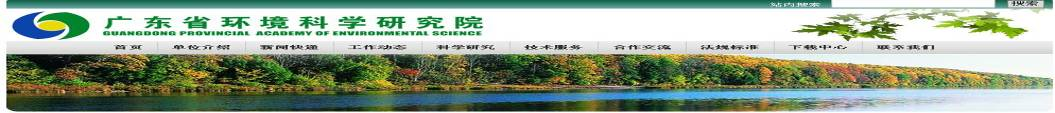 站内搜索 搜索
广东省环境科学研究院
GUANGDONG PROVINCIAL ACADEMY OF ENVIRONMENTAL SCIENCE
首页 单位介绍 新闻快递 工作动态 科学研究 技术服务 合作交流 法规标准 下载中心 联系我们